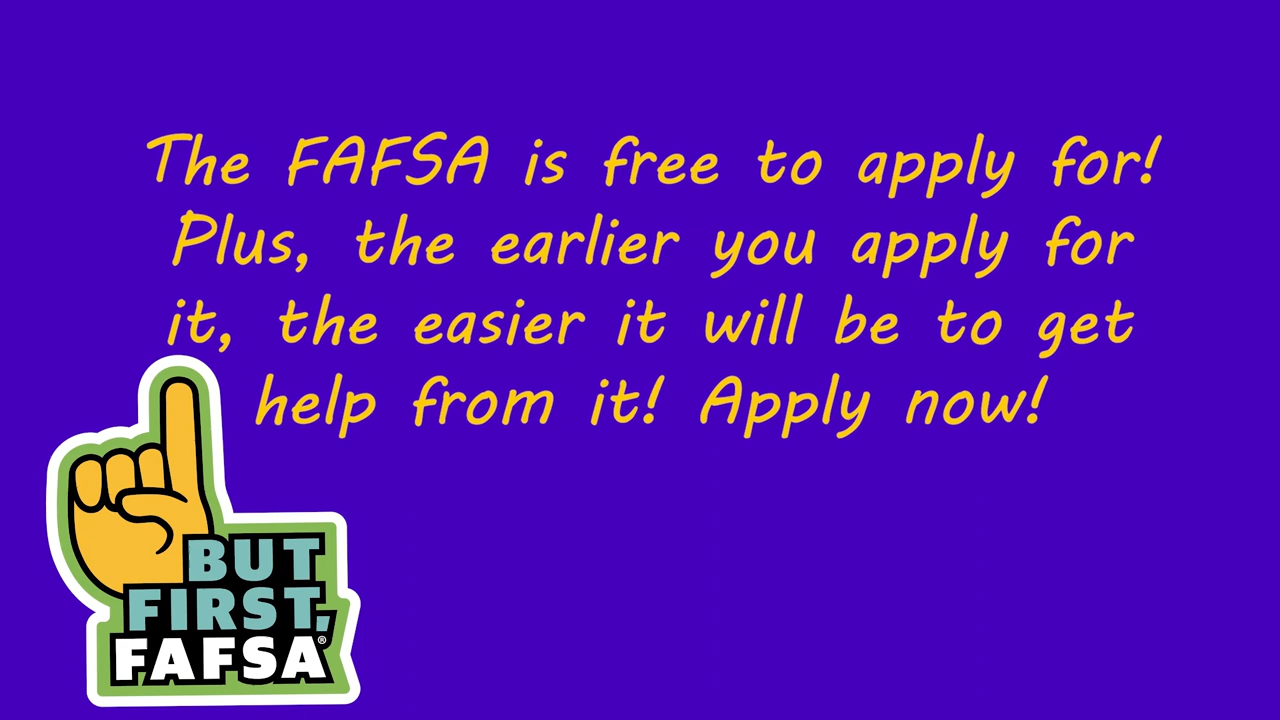 The FAFSA is free to apply for!
Plus, the earlier you apply for
it, the easier it will be to get
help from it! Apply now!
BUT
FIRST,
FAFSA®